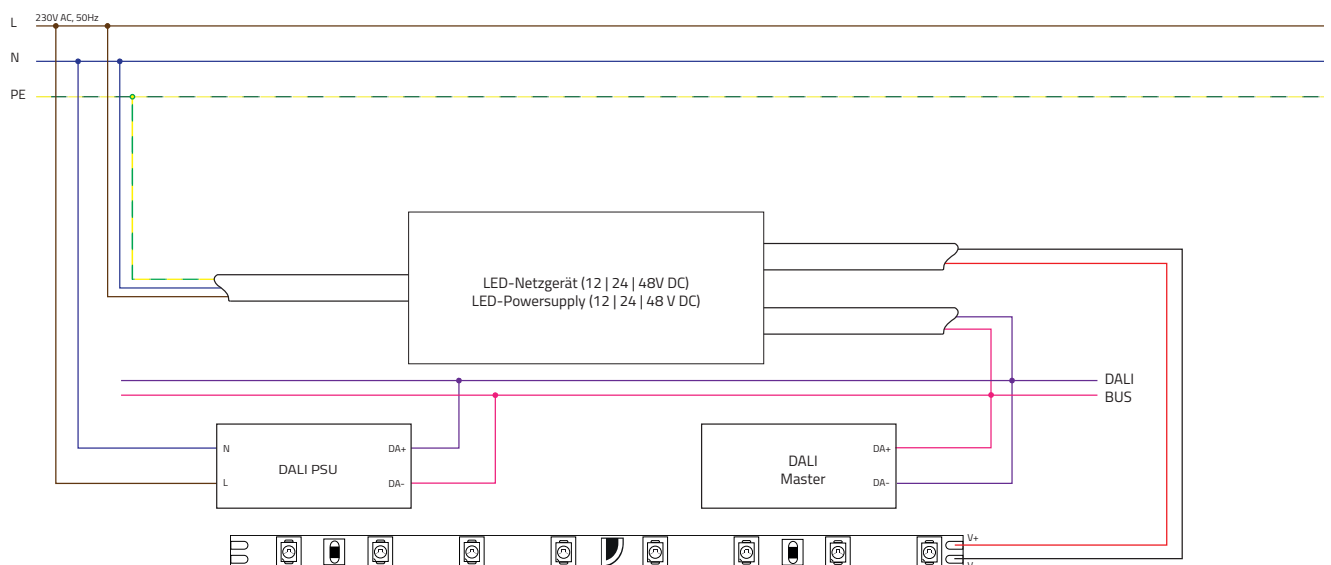 L
230V AC, 50Hz
N
PE
LED-Netzgerät (12 | 24 | 48V DC)
LED-Powersupply (12 | 24 | 48 V DC)
DALI
BUS
N
L
DALI PSU
DA+
DA-
DALI
Master
DA+
DA-
V+